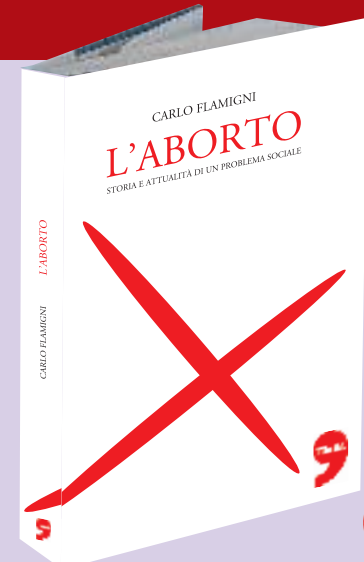 CARLO FLAMIGNI
L'ABORTO
STORIA E ATTUALITÀ DI UN PROBLEMA SOCIALE
CARLO FLAMIGNI L'ABORTO